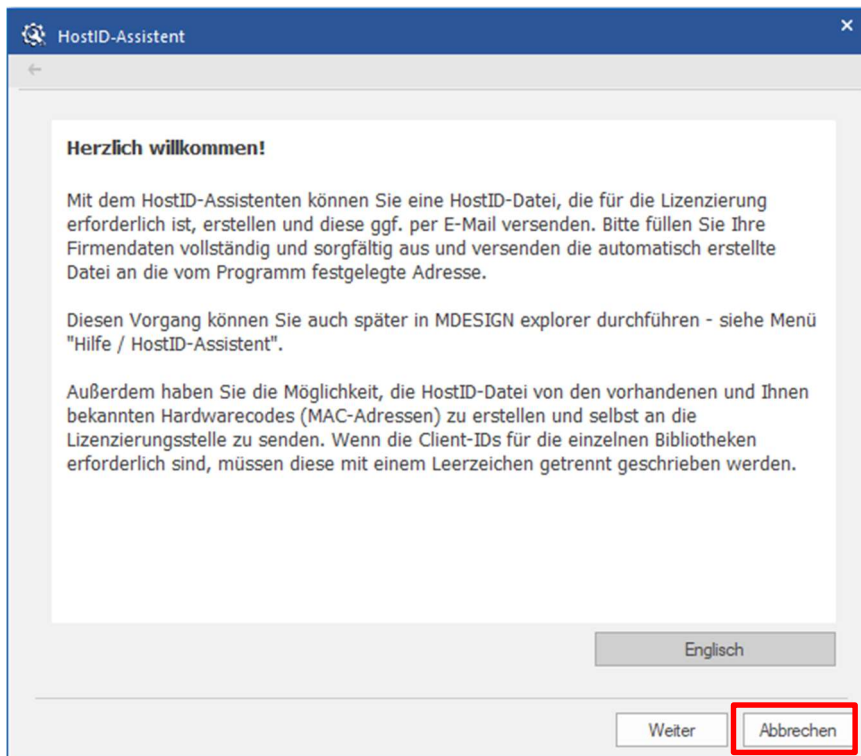 HostID-Assistent
Herzlich willkommen!
Mit dem HostID-Assistenten können Sie eine HostID-Datei, die für die Lizenzierung
erforderlich ist, erstellen und diese ggf. per E-Mail versenden. Bitte füllen Sie Ihre
Firmendaten vollständig und sorgfältig aus und versenden die automatisch erstellte
Datei an die vom Programm festgelegte Adresse.
Diesen Vorgang können Sie auch später in MDESIGN explorer durchführen - siehe Menü
"Hilfe / HostID-Assistent".
Außerdem haben Sie die Möglichkeit, die HostID-Datei von den vorhandenen und Ihnen
bekannten Hardwarecodes (MAC-Adressen) zu erstellen und selbst an die
Lizenzierungsstelle zu senden. Wenn die Client-IDs für die einzelnen Bibliotheken
erforderlich sind, müssen diese mit einem Leerzeichen getrennt geschrieben werden.
Englisch
Weiter Abbrechen